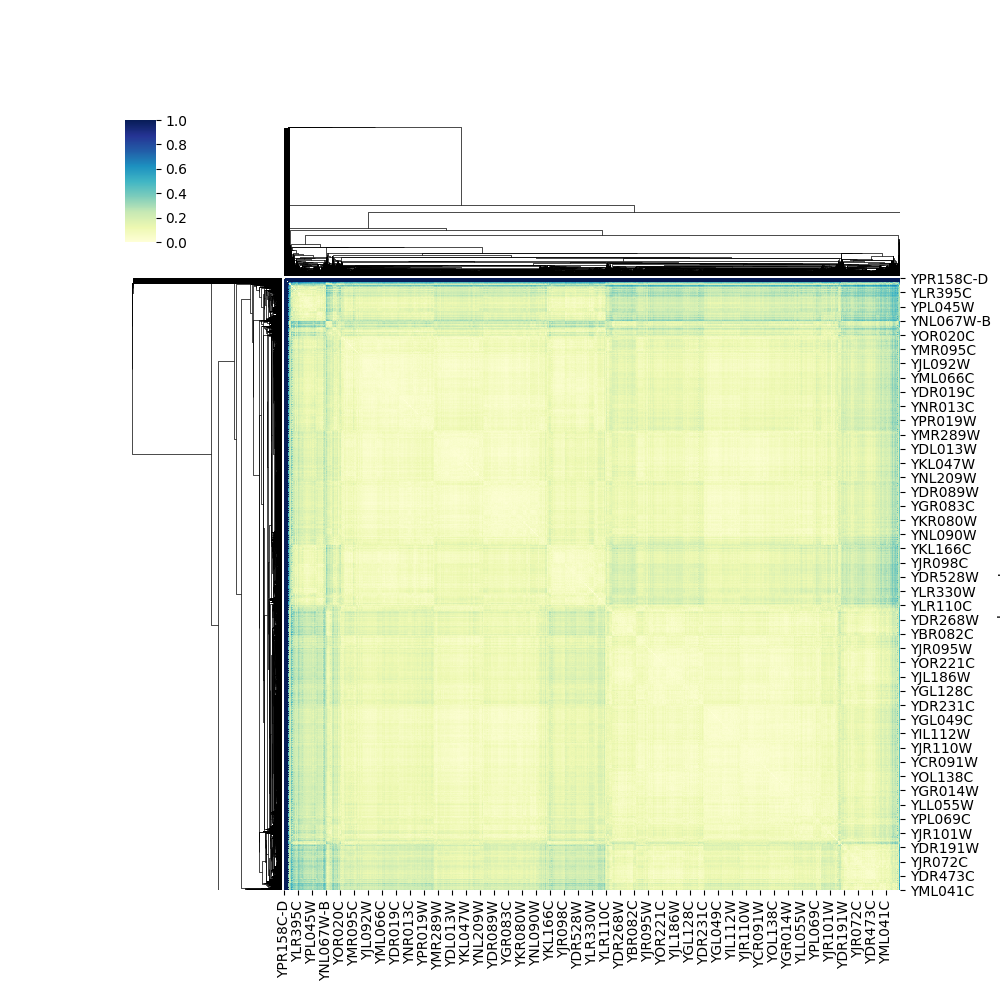 1.0
0.8
0.6
0.4
0.2
0.0
YPR158C-D
YLR395C
YPL045W
YNL067W-B
YOR020C
YMR095C
YJL092W
YML066C
YDR019C
YNR013C
YPR019W
YMR289W
YDL013W
YKL047W
YNL209W
YDR089W
YGR083C
YKR080W
YNL090W
YKL166C
YJR098C
YDR528W
YLR330W
YLR110C
YDR268W
YBR082C
YJR095W
YOR221C
YJL186W
YGL128C
YDR231C
YGL049C
YIL112W
YJR110W
YCR091W
YOL138C
YGR014W
YLL055W
YPL069C
YJR101W
YDR191W
YJR072C
YDR473C
YML041C
YPR158C-D
YLR395C
YPL045W
YNL067W-B
YOR020C
YMR095C
YJL092W
YML066C
YDR019C
YNR013C
YPR019W
YMR289W
YDL013W
YKL047W
YNL209W
YDR089W
YGR083C
YKR080W
YNL090W
YKL166C
YJR098C
YDR528W
YLR330W
YLR110C
YDR268W
YBR082C
YJR095W
YOR221C
YJL186W
YGL128C
YDR231C
YGL049C
YIL112W
YJR110W
YCR091W
YOL138C
YGR014W
YLL055W
YPL069C
YJR101W
YDR191W
YJR072C
YDR473C
YML041C